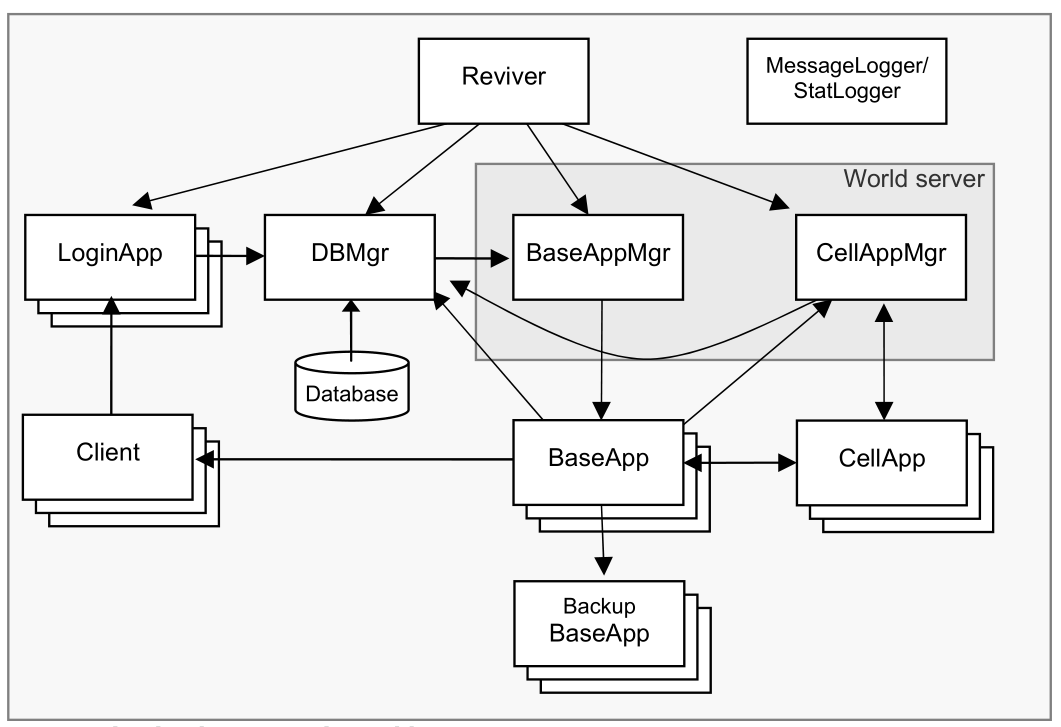 Reviver
MessageLogger/
StatLogger
World server
LoginApp
DBMgr
BaseAppMgr
CellAppMgr
Database
Client
BaseApp
CellApp
Backup
BaseApp